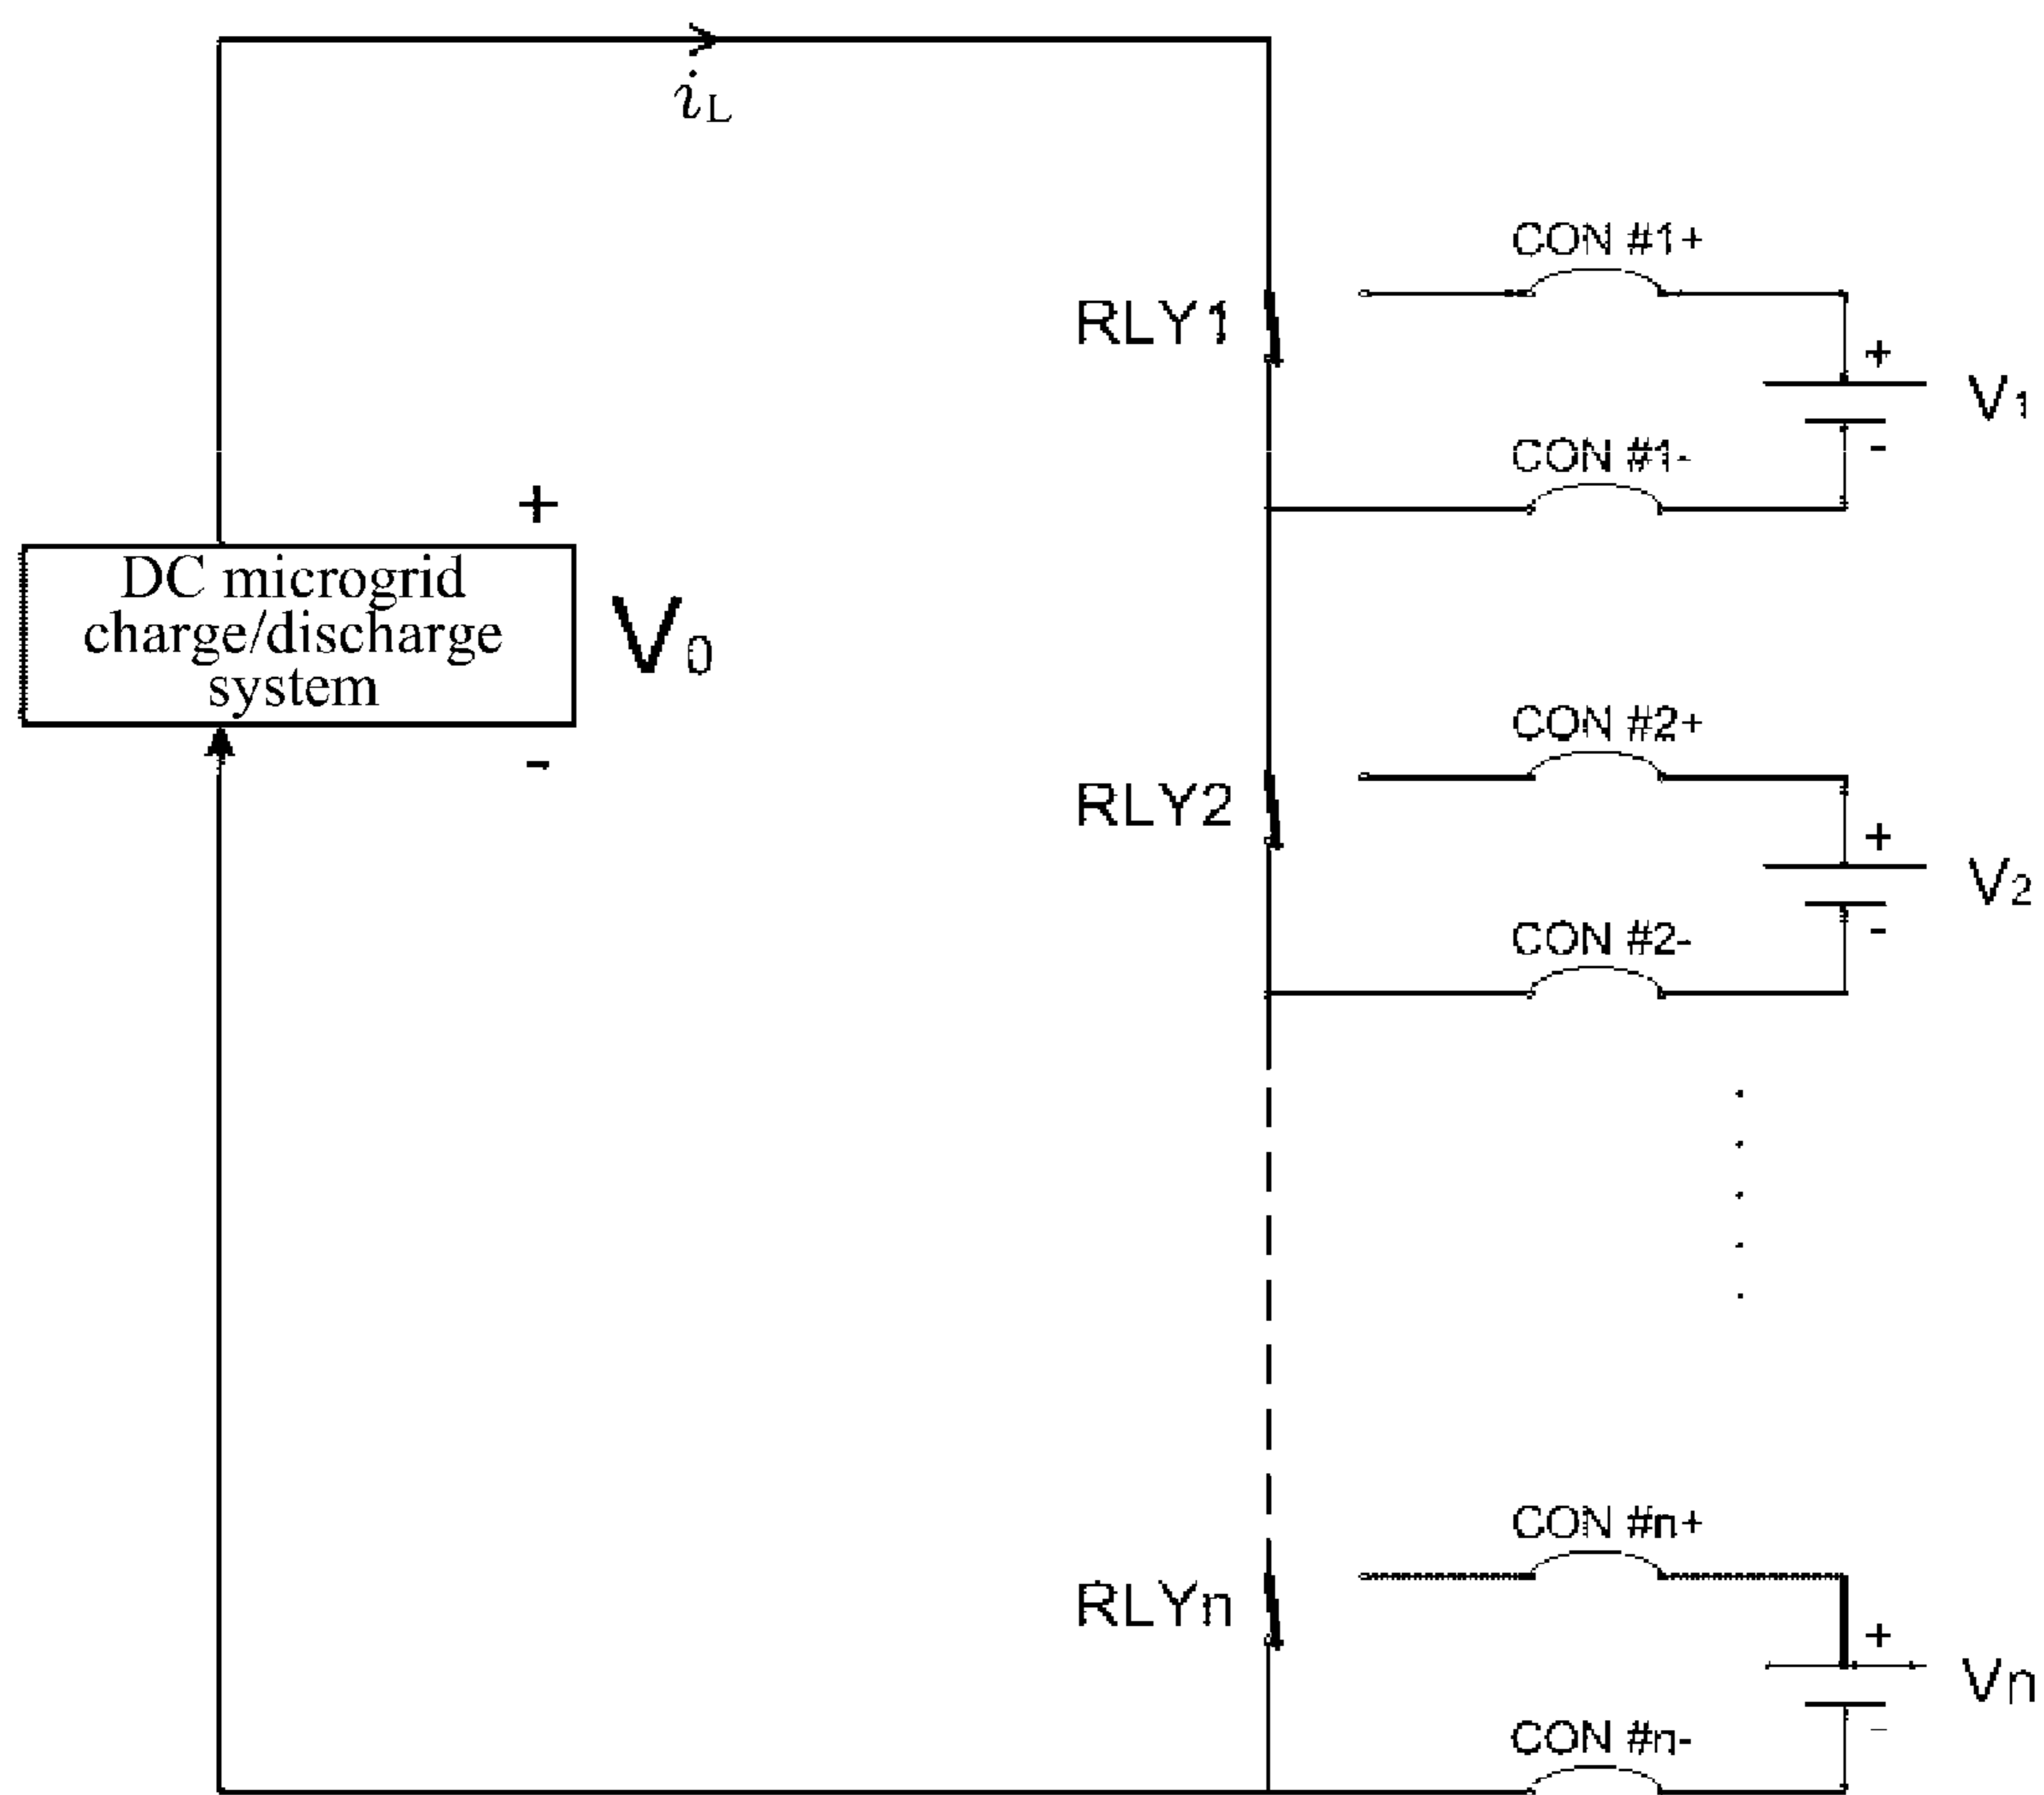 iL
CON #1+
RLY1
+
V1
-
CON #1-
+
DC microgrid
charge/discharge
system
V0
-
CON #2+
RLY2
+
V2
-
CON #2-
CON #n+
RLYn
+
Vn
-
CON #n-